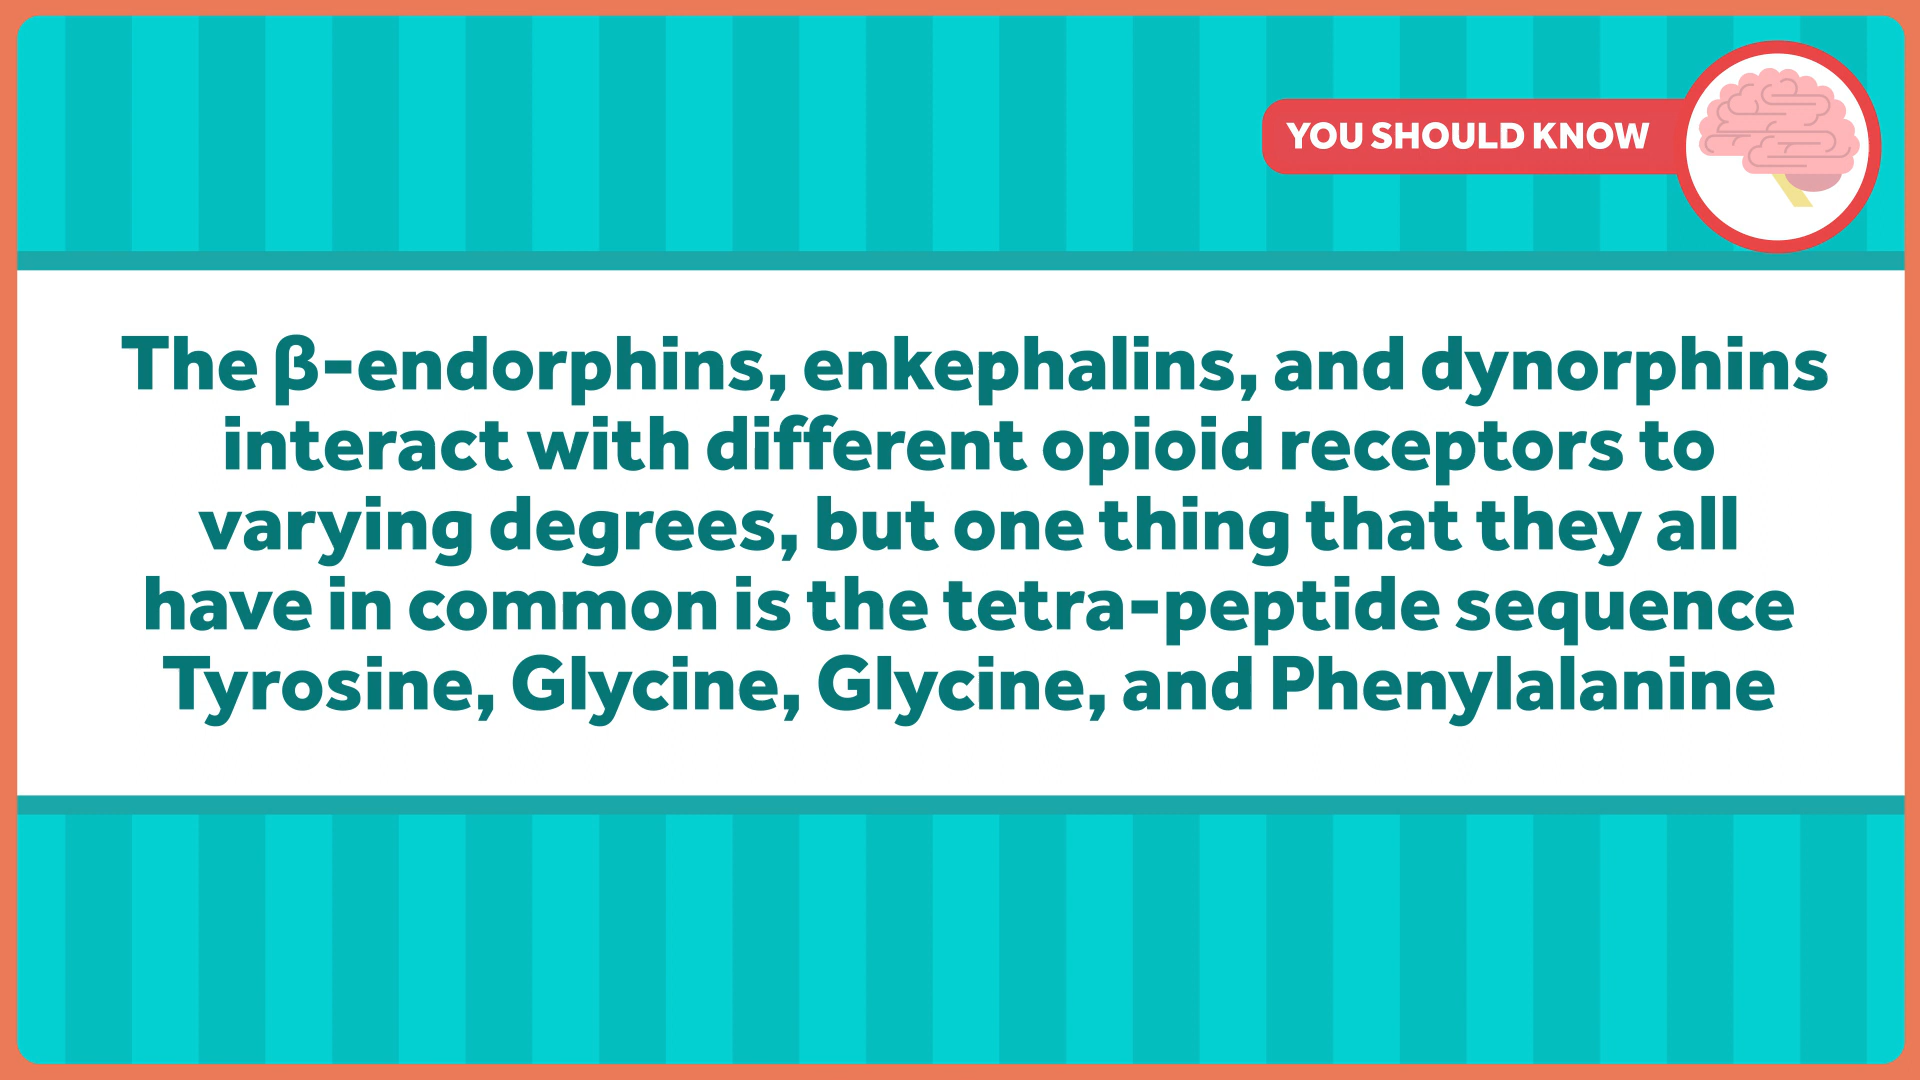 YOU SHOULD KNOW
The β-endorphins, enkephalins, and dynorphins
interact with different opioid receptors to
varying degrees, but one thing that they all
have in common is the tetra-peptide sequence
Tyrosine, Glycine, Glycine, and Phenylalanine